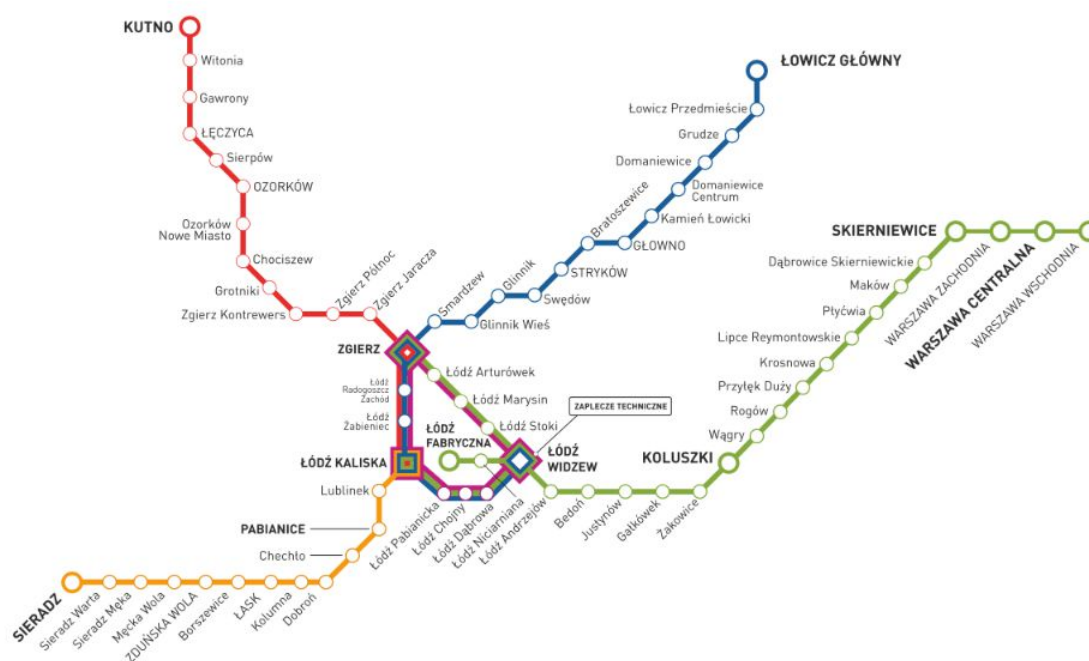 KUTNO
Witonia
Gawrony
ŁĘCZYCA
Sierpów
OZORKÓW
Ozorków
Nowe Miasto
Chociszew
Grotniki
Zgierz Kontrewers
Zgierz Północ
Zgierz Jaracza
ZGIERZ
ŁOWICZ GŁÓWNY
Łowicz Przedmieście
Grudze
Domaniewice
Domaniewice
Centrum
Kamień Łowicki
GŁOWNO
Bratoszewice
STRYKÓW
Swędów
Glinnik
Glinnik Wieś
Smardzew
Łódź
Radogoszcz
Zachód
Łódź
Żabieniec
ŁÓDŹ KALISKA
Łódź Arturówek
Łódź Marysin
Łódź Stoki
ZAPLECZE TECHNICZNE
ŁÓDŹ
FABRYCZNA
ŁÓDŹ
WIDZEW
Łódź Pabianicka
Łódź Chojny
Łódź Dąbrowa
Łódź Niciarniana
Łódź Andrzejów
Bedoń
Justynów
Gałkówek
Żakowice
KOLUSZKI
Wągry
Rogów
Przyłęk Duży
Krosnowa
Lipce Reymontowskie
Płyćwia
Maków
Dąbrowice Skierniewickie
SKIERNIEWICE
WARSZAWA ZACHODNIA
WARSZAWA CENTRALNA
WARSZAWA WSCHODNIA
Lublinek
PABIANICE
Chechło
Dobroń
Kolumna
ŁASK
Borszewice
ZDUŃSKA WOLA
Męcka Wola
Sieradz Męka
Sieradz Warta
SIERADZ